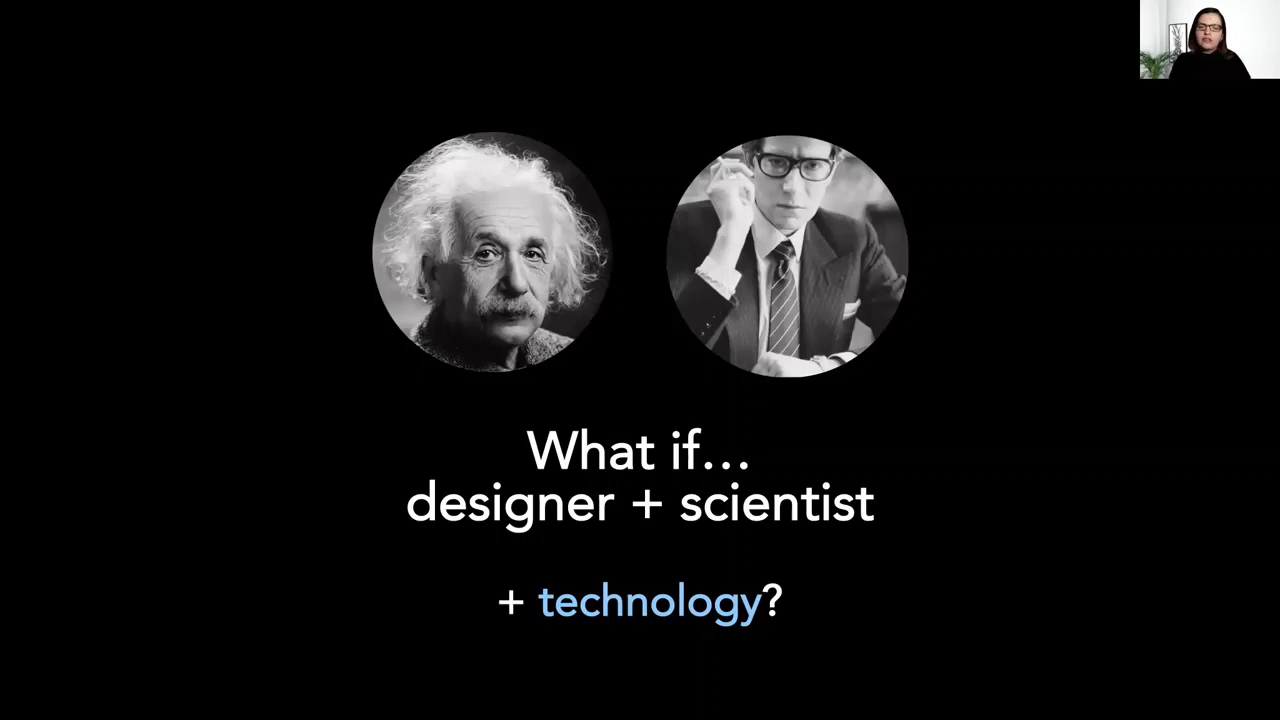 What if...
designer + scientist
+ technology?